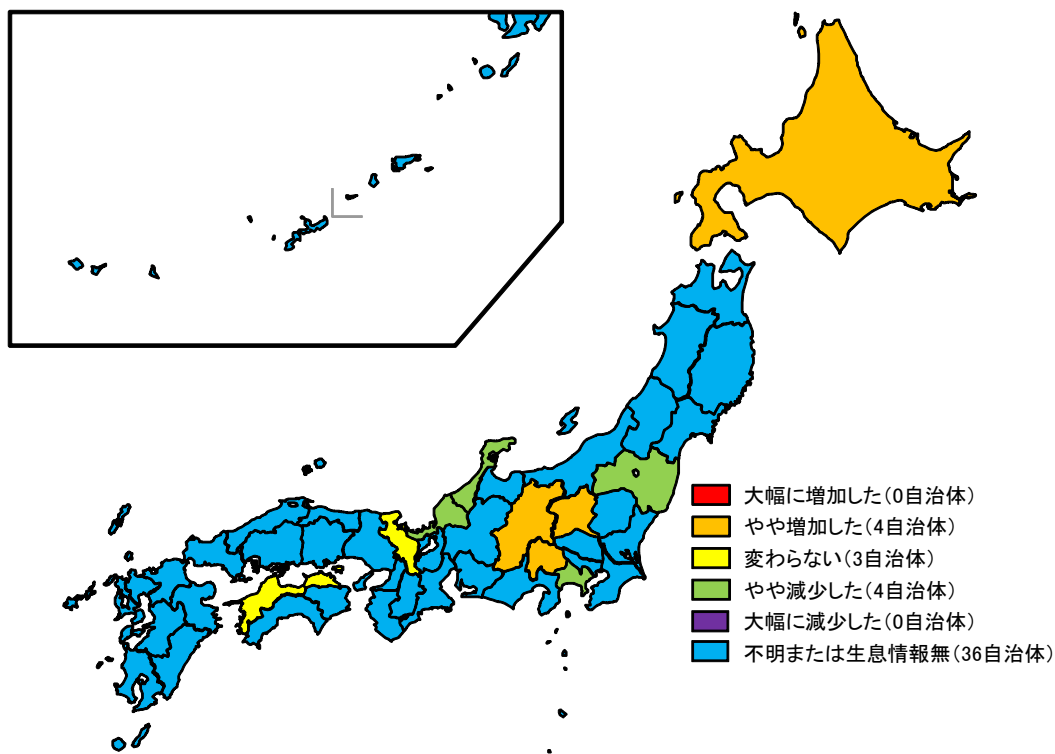 大幅に増加した(0自治体)
やや増加した(4自治体)
変わらない(3自治体)
やや減少した(4自治体)
大幅に減少した(0自治体)
不明または生息情報無(36自治体)